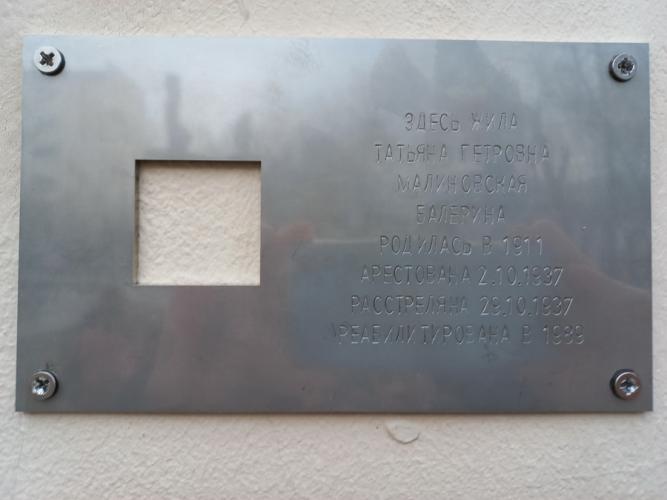 ЗДЕСЬ ЖИЛА
ТАТЬЯНА ПЕТРОВНА
МАЛИНОВСКАЯ
БАЛЕРИНА
РОДИЛАСЬ В 1911
АРЕСТОВАНА 2.10.1937
РАССТРЕЛЯНА 29.10.1937
РЕАБИЛИТИРОВАНА В 1989